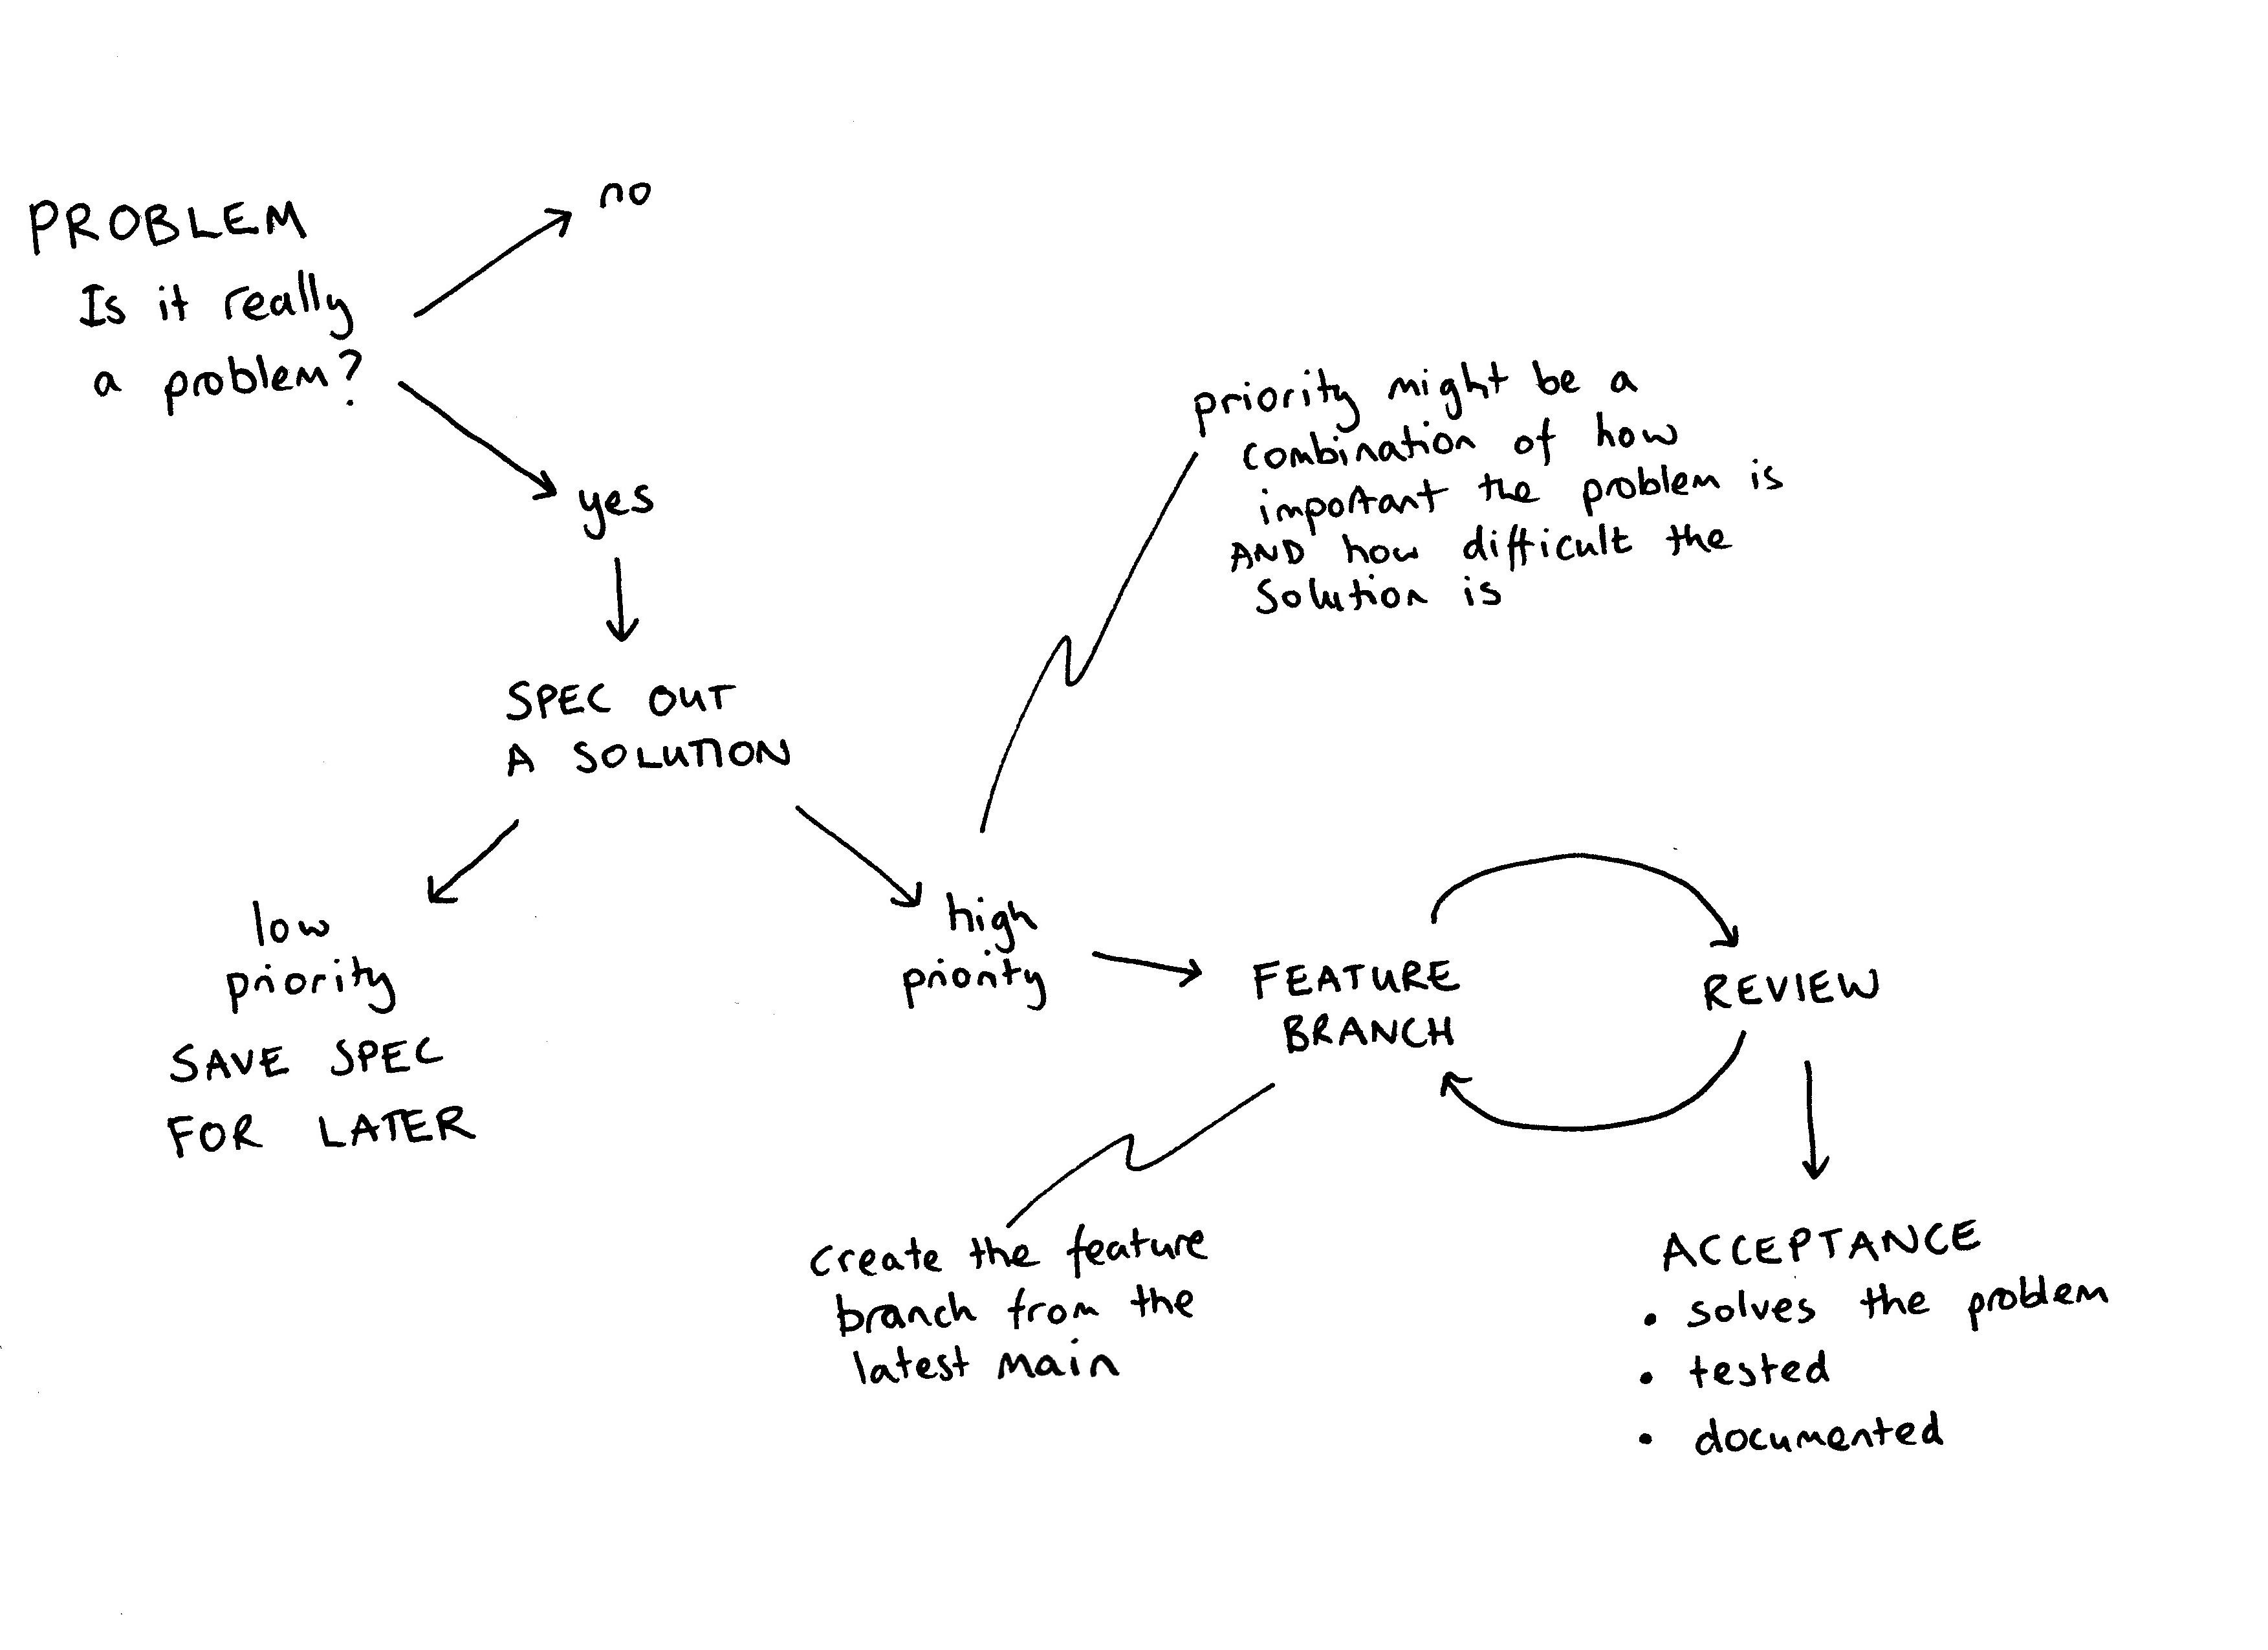 PROBLEM
Is it really
a problem?
no
yes
SPEC OUT
A SOLUTION
priority might be a
combination of how
important the problem is
AND how difficult the
solution is
low
priority
SAVE SPEC
FOR LATER
high
priority
FEATURE
BRANCH
REVIEW
create the feature
branch from the
latest main
ACCEPTANCE
• solves the problem
• tested
• documented